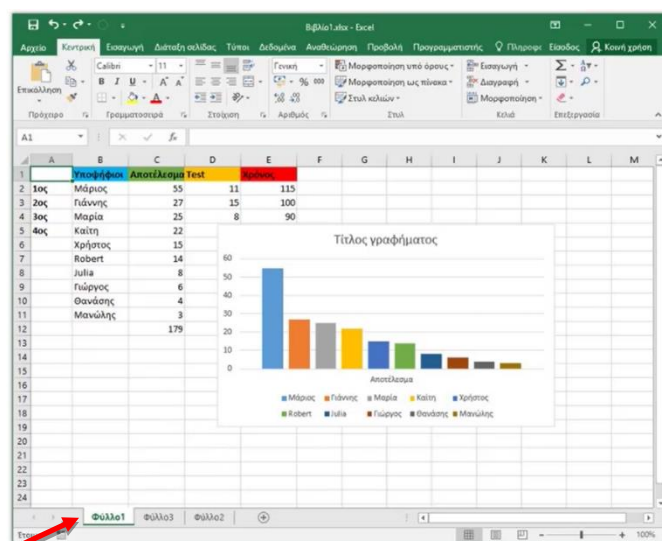 Βιβλίο1.xlsx - Excel
Αρχείο Κεντρική Εισαγωγή Διάταξη σελίδας Τύποι Δεδομένα Αναθεώρηση Προβολή Προγραμματιστής Πληροφο Είσοδος Κοινή χρήση
Calibri 11 Γενική Μορφοποίηση υπό όρους Εισαγωγή Σ
Επικόλληση B I U A A % 000 Μορφοποίηση ως πίνακα Διαγραφή
Στυλ κελιών Μορφοποίηση
Πρόχειρο Γραμματοσειρά Στοίχιση Αριθμός Στυλ Κελιά Επεξεργασία
A1 fx
A B C D E F G H I J K L M
1 Υποψήφιοι Αποτέλεσμα Test Χρόνος
2 1ος Μάριος 55 11 115
3 2ος Γιάννης 27 15 100
4 3ος Μαρία 25 8 90
5 4ος Καίτη 22
6 Χρήστος 15
7 Robert 14
8 Julia 8
9 Γιώργος 6
10 Θανάσης 4
11 Μανώλης 3
12 179
13
14
15
16
17
18
19
20
21
22
23
24
Τίτλος γραφήματος
60
50
40
30
20
10
0
Αποτέλεσμα
Μάριος Γιάννης Μαρία Καίτη Χρήστος
Robert Julia Γιώργος Θανάσης Μανώλης
Φύλλο1 Φύλλο3 Φύλλο2
100%